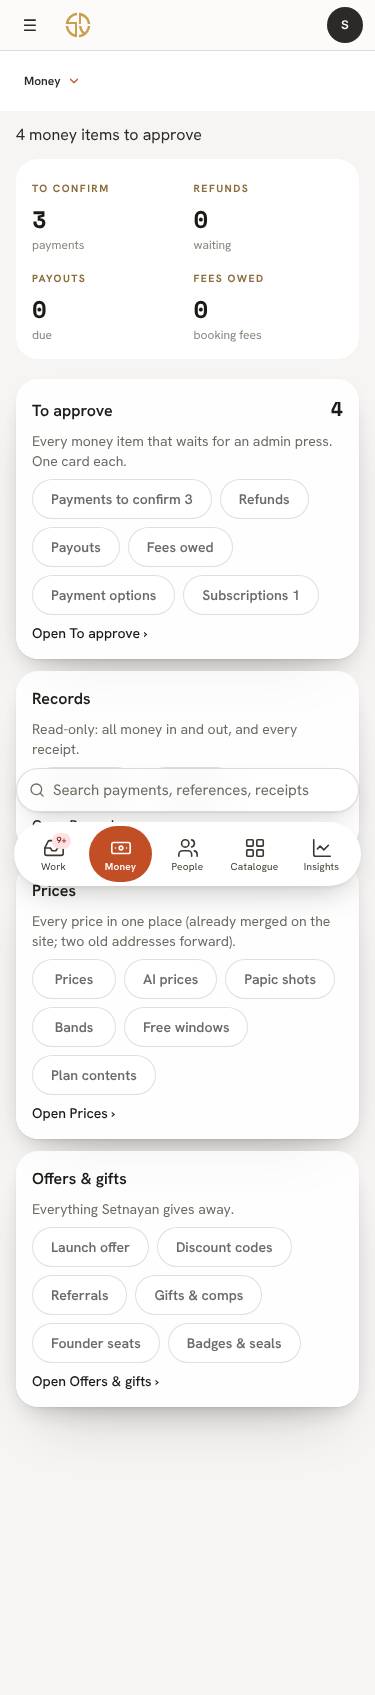 ☰
S
Money
4 money items to approve
TO CONFIRM
3
payments
REFUNDS
0
waiting
PAYOUTS
0
due
FEES OWED
0
booking fees
To approve
4
Every money item that waits for an admin press.
One card each.
Payments to confirm 3
Refunds
Payouts
Fees owed
Payment options
Subscriptions 1
Open To approve ›
Records
Read-only: all money in and out, and every
receipt.
Search payments, references, receipts
9+
Work
Money
People
Catalogue
Insights
Prices
Every price in one place (already merged on the
site; two old addresses forward).
Prices
AI prices
Papic shots
Bands
Free windows
Plan contents
Open Prices ›
Offers & gifts
Everything Setnayan gives away.
Launch offer
Discount codes
Referrals
Gifts & comps
Founder seats
Badges & seals
Open Offers & gifts ›